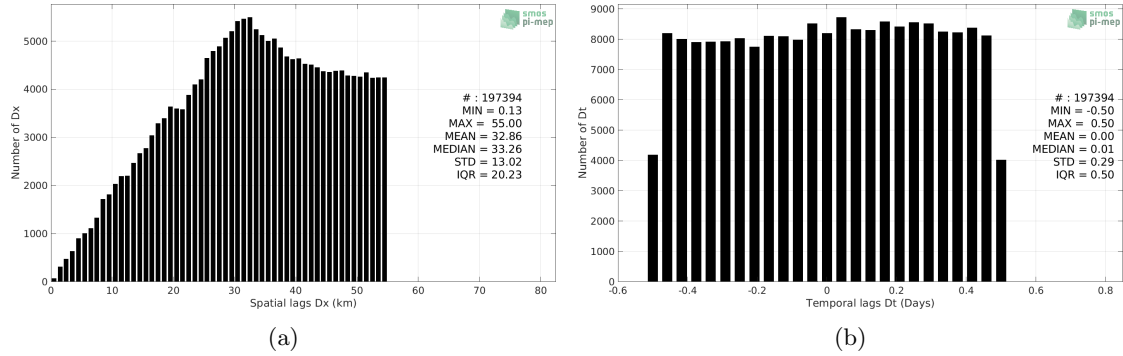 smos
pi-mep
5000
4000
3000
2000
1000
0
Number of Dx
# : 197394
MIN = 0.13
MAX = 55.00
MEAN = 32.86
MEDIAN = 33.26
STD = 13.02
IQR = 20.23
0 10 20 30 40 50 60 70 80
Spatial lags Dx (km)
(a)
smos
pi-mep
9000
8000
7000
6000
5000
4000
3000
2000
1000
0
Number of Dt
# : 197394
MIN = -0.50
MAX = 0.50
MEAN = 0.00
MEDIAN = 0.01
STD = 0.29
IQR = 0.50
-0.6 -0.4 -0.2 0 0.2 0.4 0.6 0.8
Temporal lags Dt (Days)
(b)